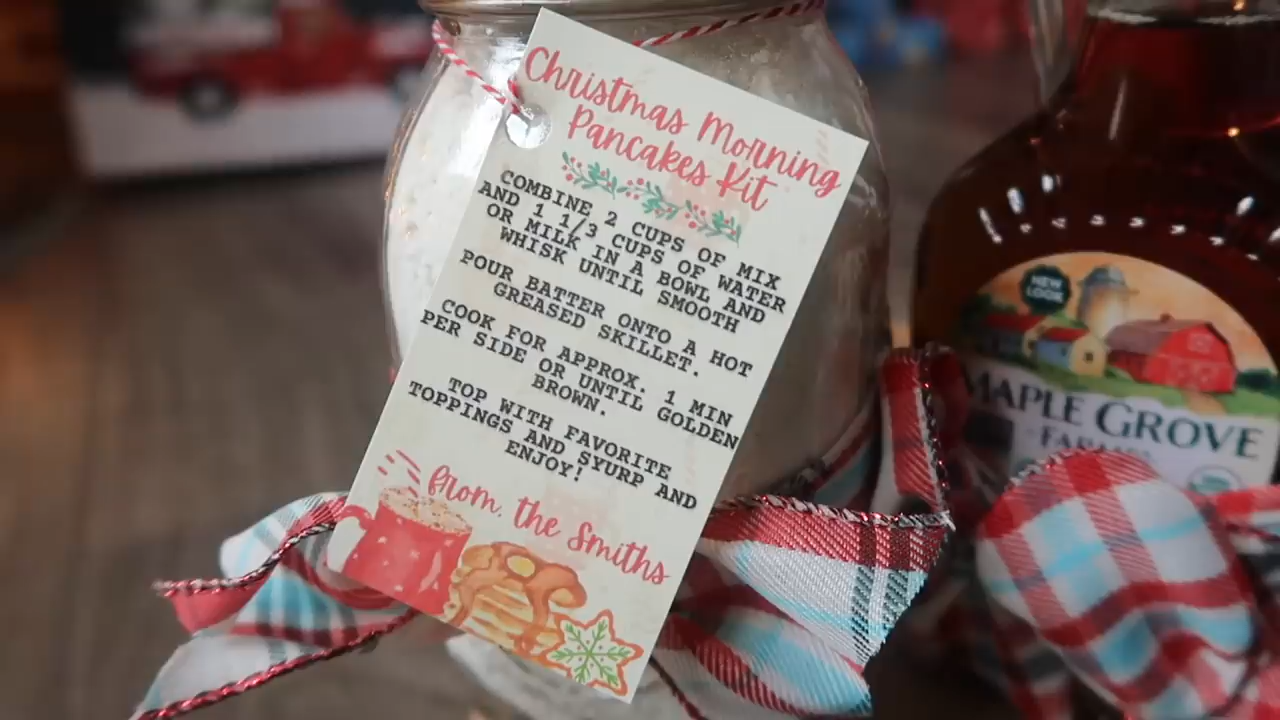 Christmas Morning
Pancakes Kit
COMBINE 2 CUPS OF MIX
AND 1 1/3 CUPS OF WATER
OR MILK IN A BOWL AND
WHISK UNTIL SMOOTH
POUR BATTER ONTO A HOT
GREASED SKILLET.
COOK FOR APPROX. 1 MIN
PER SIDE OR UNTIL GOLDEN
BROWN.
TOP WITH FAVORITE
TOPPINGS AND SYURP AND
ENJOY!
from, the Smiths
NEW
LOOK
MAPLE GROVE
FARMS